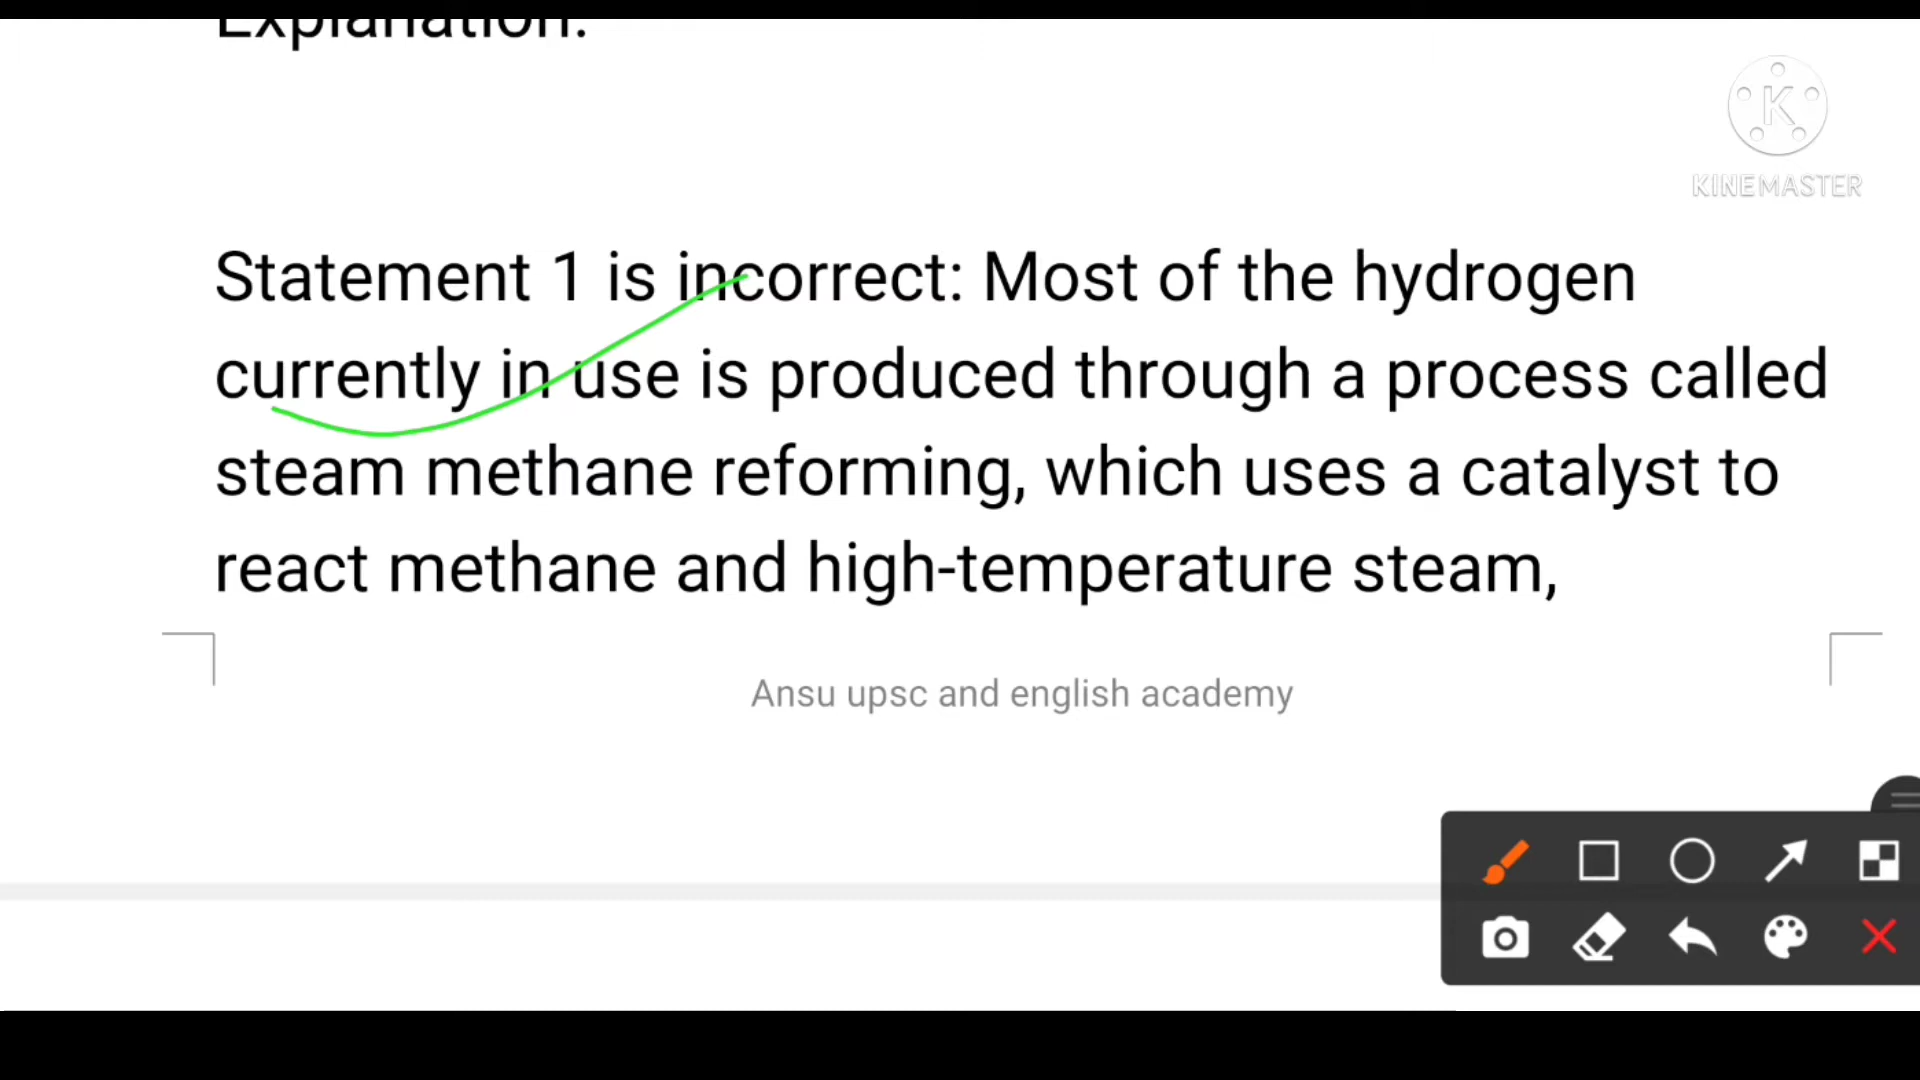 Explanation:
KINEMASTER
Statement 1 is incorrect: Most of the hydrogen
currently in use is produced through a process called
steam methane reforming, which uses a catalyst to
react methane and high-temperature steam,
Ansu upsc and english academy